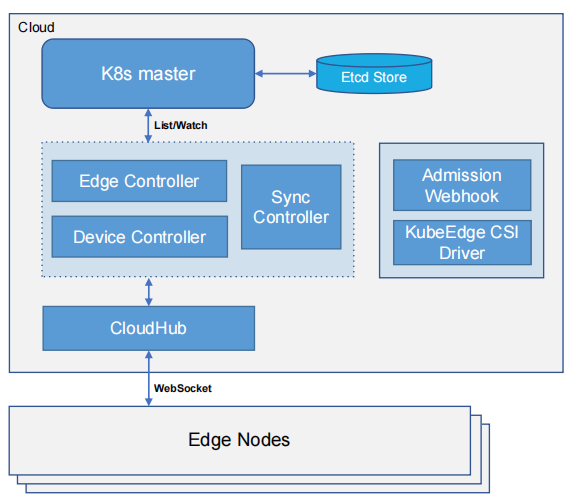 Cloud
K8s master
Etcd Store
List/Watch
Edge Controller
Device Controller
Sync
Controller
Admission
Webhook
KubeEdge CSI
Driver
CloudHub
WebSocket
Edge Nodes